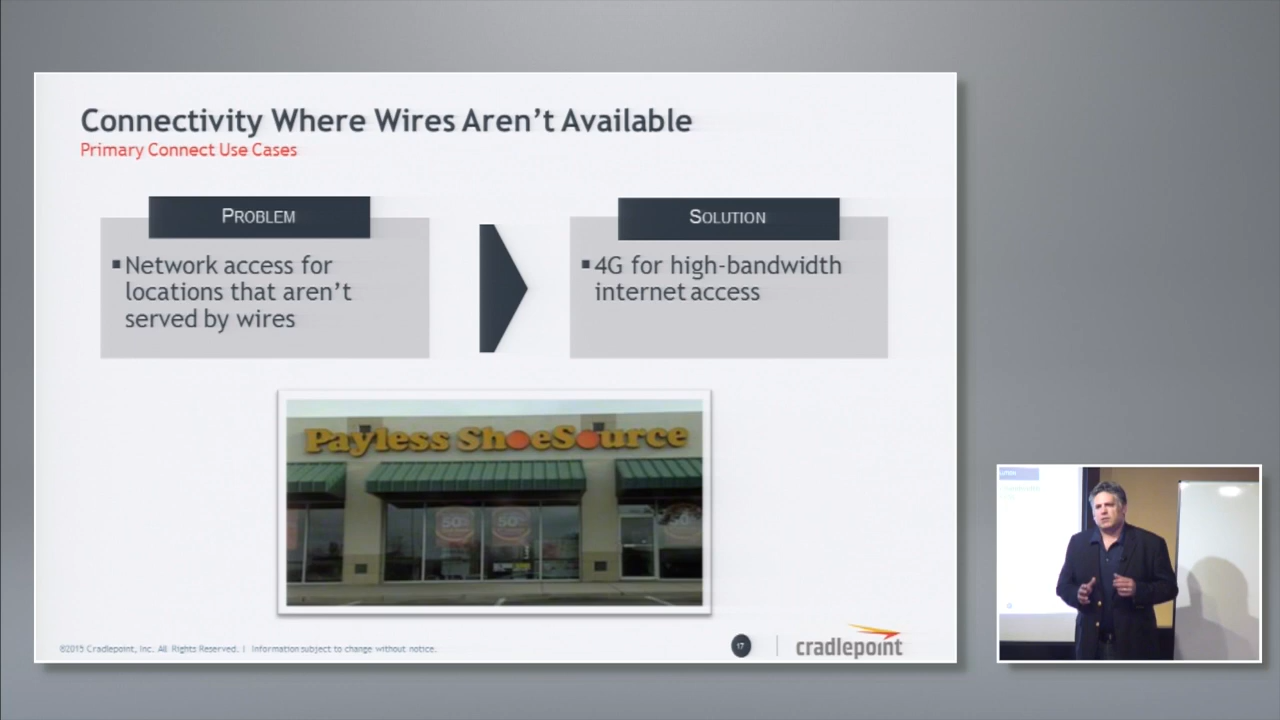 Connectivity Where Wires Aren’t Available
Primary Connect Use Cases
PROBLEM
▪ Network access for
locations that aren’t
served by wires
SOLUTION
▪ 4G for high-bandwidth
internet access
Payless ShoeSource
50%
50%
©2015 Cradlepoint, Inc. All Rights Reserved. | Information subject to change without notice.
17
cradlepoint